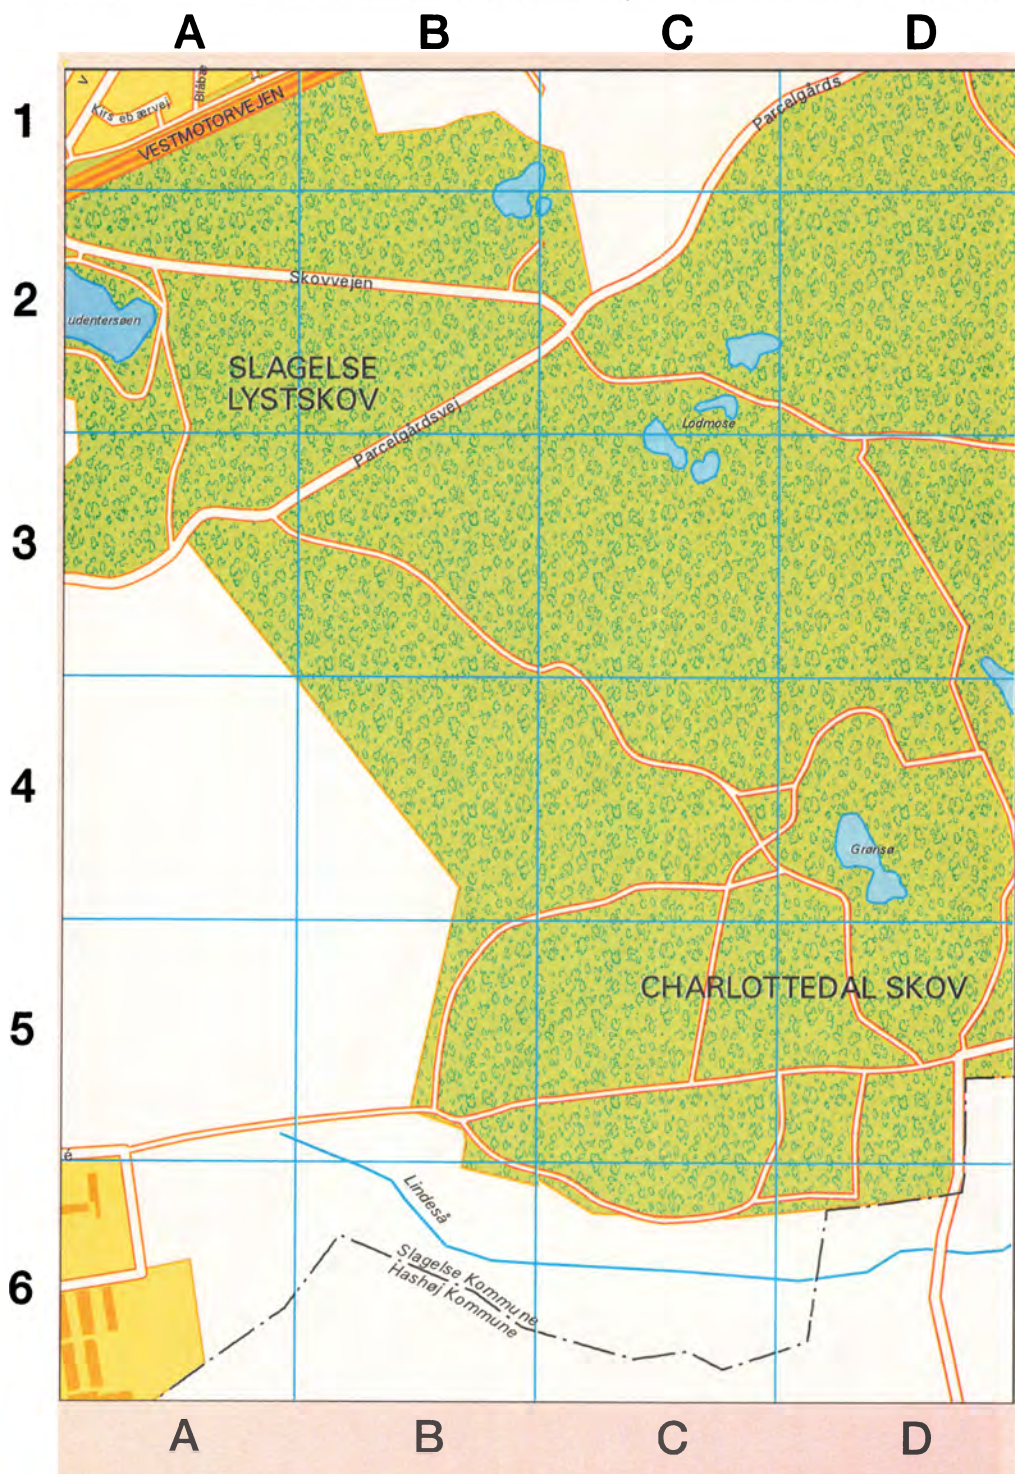 A B C D
1
V
Kirsebærvej
Blåbæ
VESTMOTORVEJEN
Parcelgårds
2
Skovvejen
udentersøen
SLAGELSE
LYSTSKOV
Parcelgårdsvej
Lodmose
3
4
Grønsø
CHARLOTTEDAL SKOV
5
é
Lindeså
6
Slagelse Kommune
Hashøj Kommune
A B C D